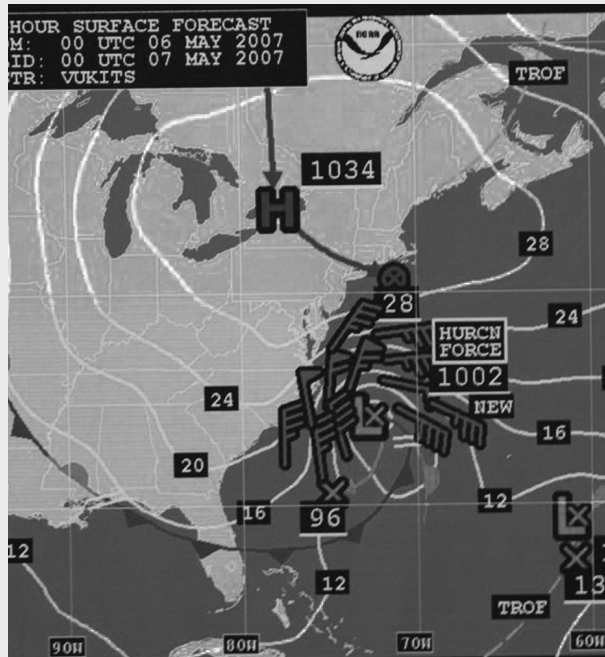 HOUR SURFACE FORECAST
M: 00 UTC 06 MAY 2007
ID: 00 UTC 07 MAY 2007
TR: VUKITS
NOAA
TROF
1034
H
28
28
24
HURCN
FORCE
1002
NEW
24
L
16
20
16
96
12
12
12
L
13
TROF
90W
80W
70W
60W